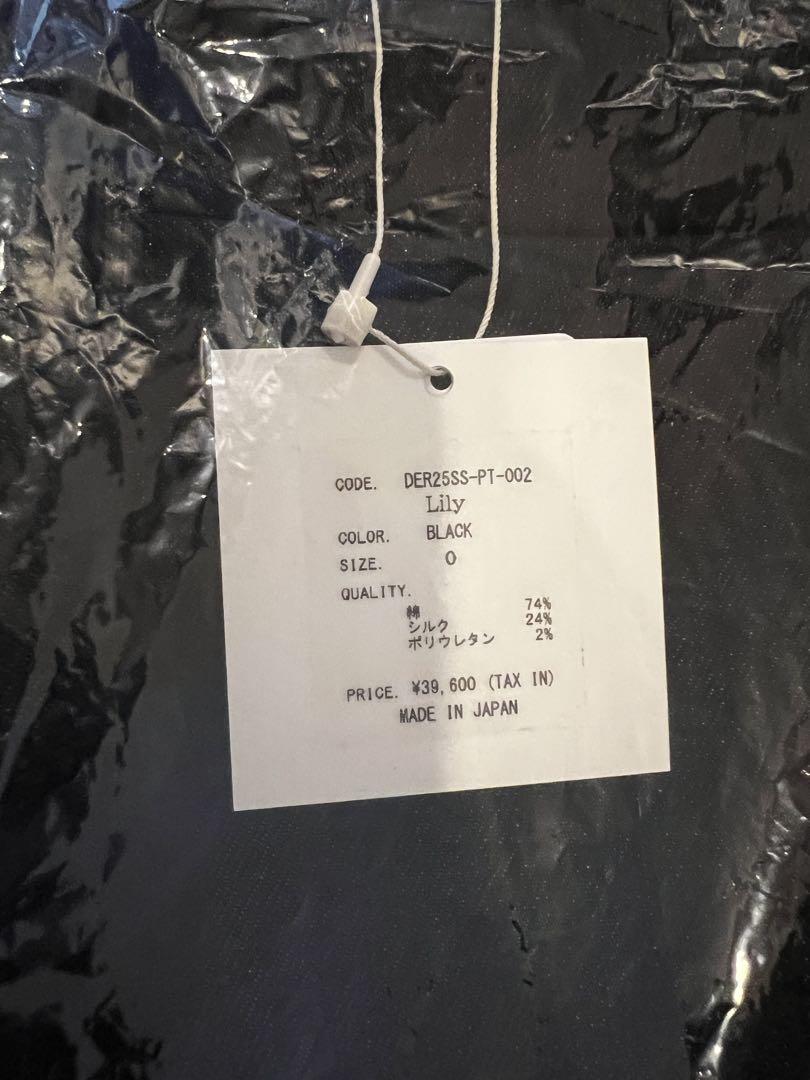 CODE. DER25SS-PT-002
Lily
COLOR. BLACK
SIZE. 0
QUALITY.
綿 74%
シルク 24%
ポリウレタン 2%
PRICE. ¥39,600 (TAX IN)
MADE IN JAPAN